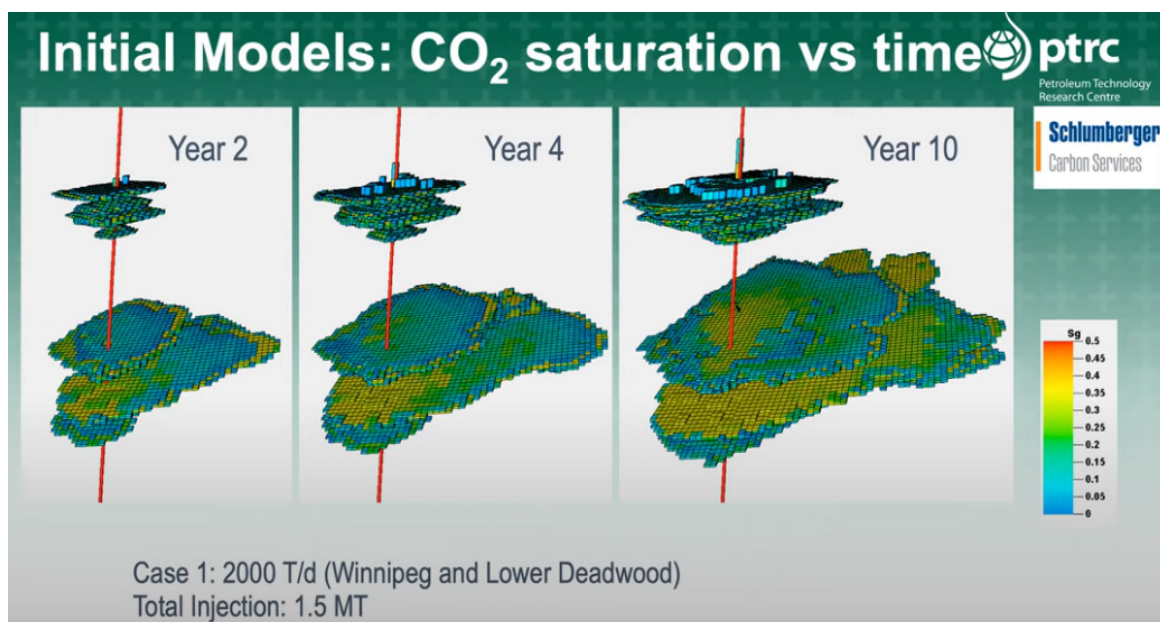 Initial Models: CO₂ saturation vs time
ptrc
Petroleum Technology
Research Centre
Schlumberger
Carbon Services
Year 2
Year 4
Year 10
Sg
0.5
0.45
0.4
0.35
0.3
0.25
0.2
0.15
0.1
0.05
0
Case 1: 2000 T/d (Winnipeg and Lower Deadwood)
Total Injection: 1.5 MT